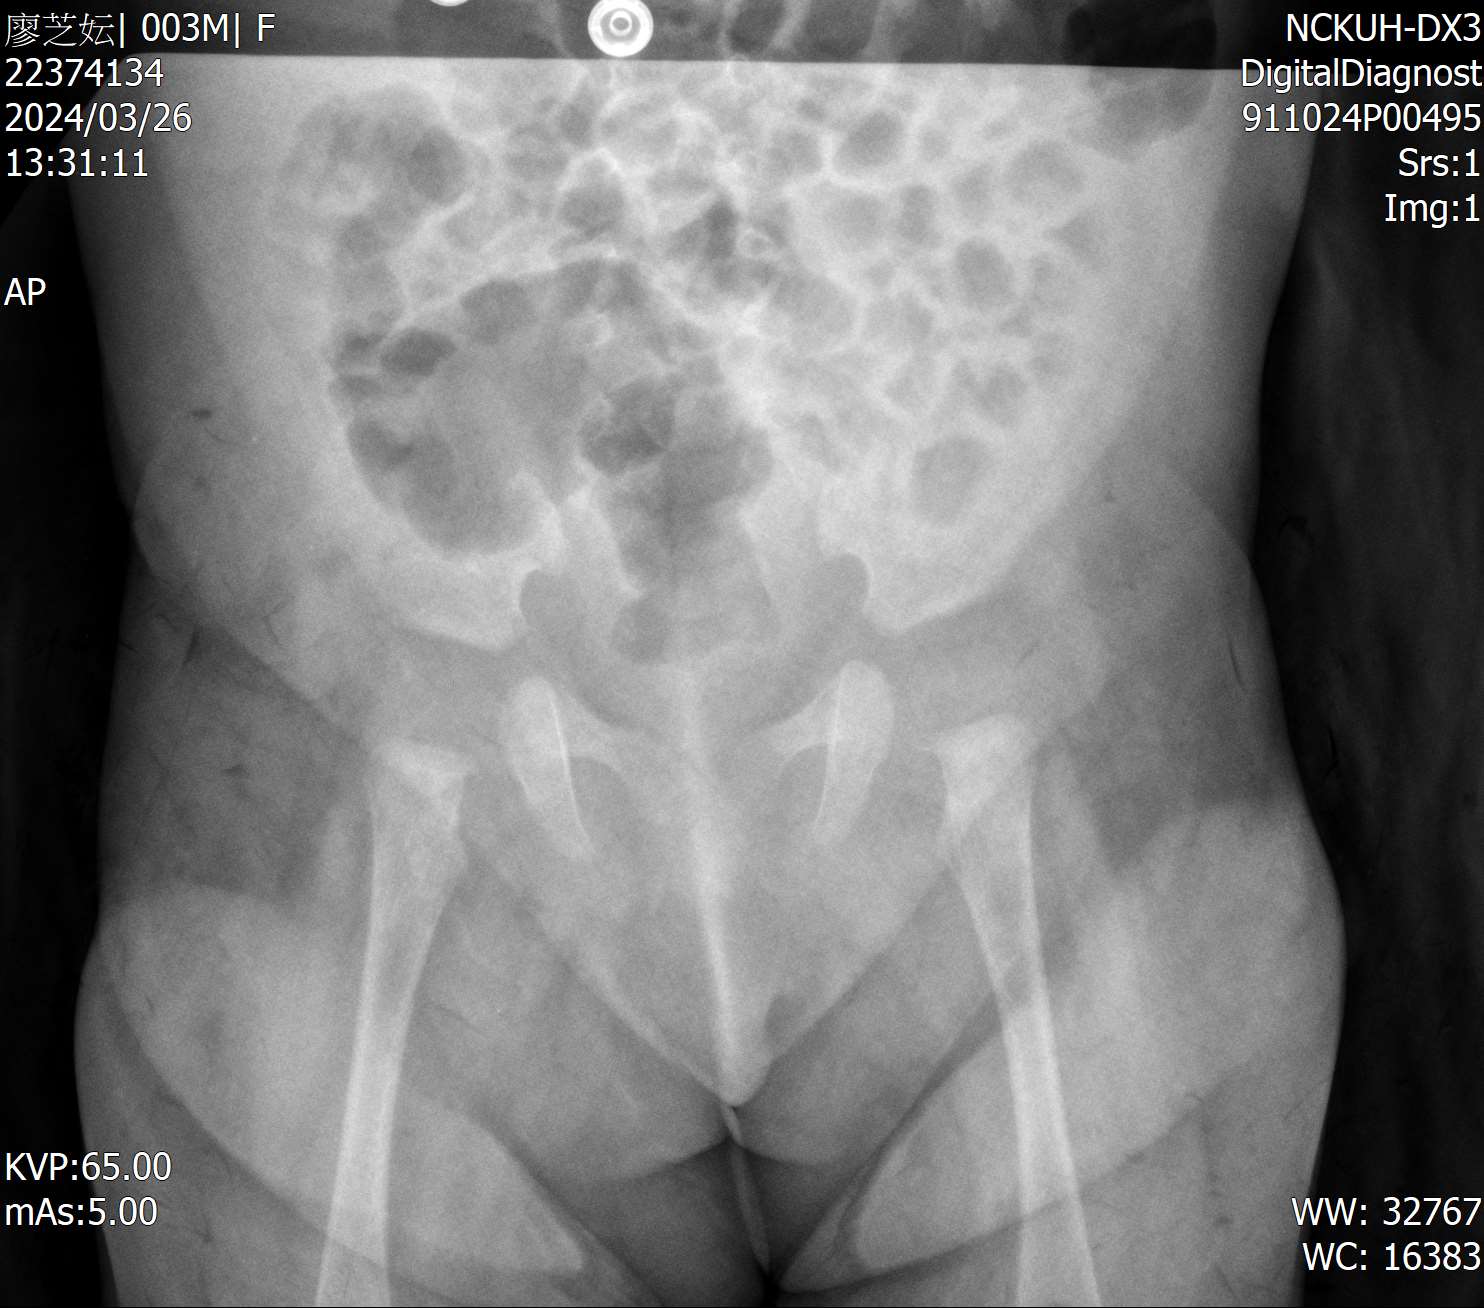 廖芝妘| 003M| F
22374134
2024/03/26
13:31:11
AP
NCKUH-DX3
DigitalDiagnost
911024P00495
Srs:1
Img:1
KVP:65.00
mAs:5.00
WW: 32767
WC: 16383